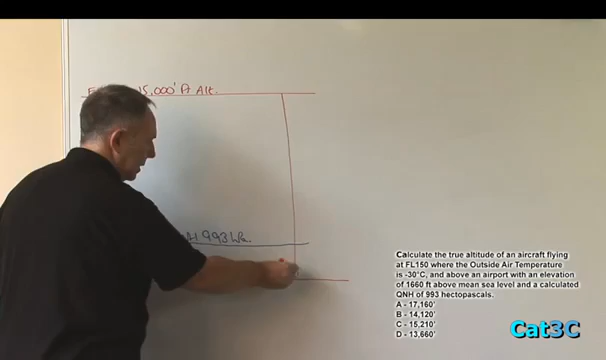 15,000' ft Alt.
993 hPa.
Calculate the true altitude of an aircraft flying
at FL150 where the Outside Air Temperature
is -30°C, and above an airport with an elevation
of 1660 ft above mean sea level and a calculated
QNH of 993 hectopascals.
A - 17,160'
B - 14,120'
C - 15,210'
D - 13,660'
Cat3C